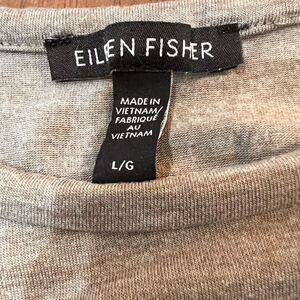 EILEEN FISHER
MADE IN
VIETNAM/
FABRIQUÉ
AU
VIETNAM
L/G